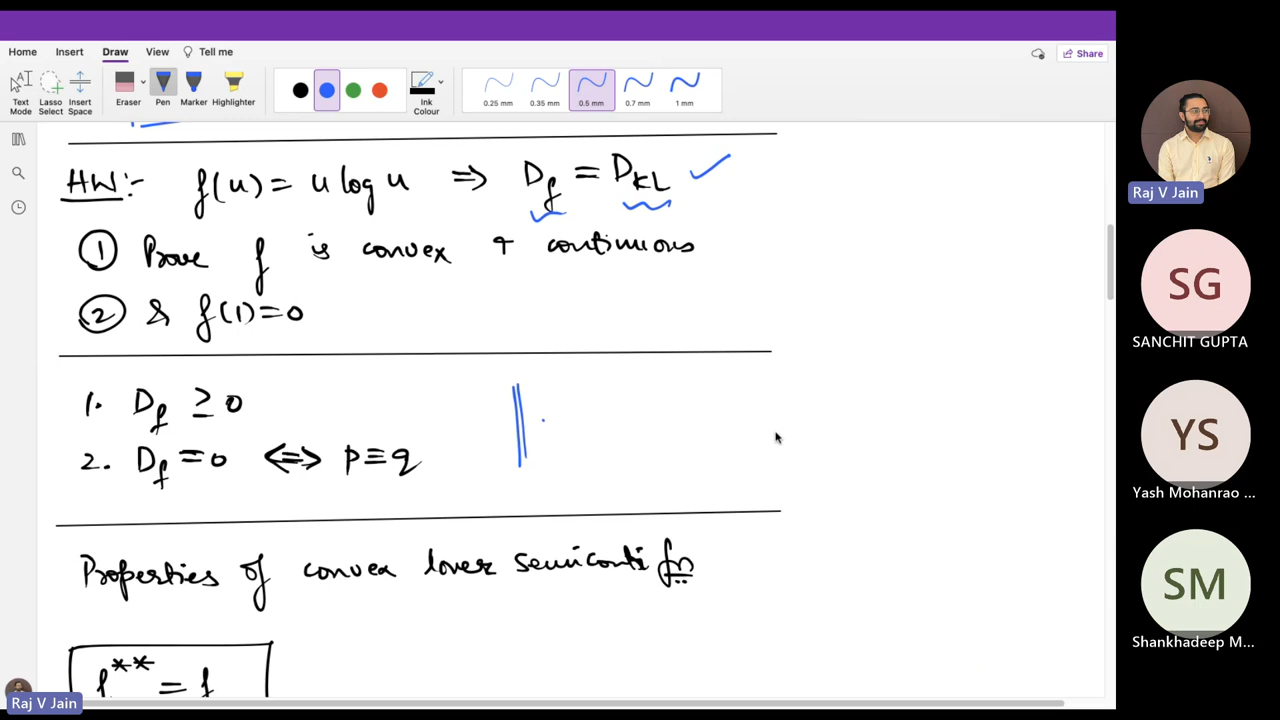 Home Insert Draw View Tell me
Share
Text Mode
Lasso Select
Insert Space
Eraser
Pen
Marker
Highlighter
Ink Colour
0.25 mm
0.35 mm
0.5 mm
0.7 mm
1 mm
HW:- f(u) = u log u ⇒ D_f = D_KL ✓
① Prove f is convex & continuous
② & f(1)=0
1. D_f ≥ 0
2. D_f = 0 ⇔ p≡q
Properties of convex lower semiconti fn
f** = f
Raj V Jain
SG
SANCHIT GUPTA
YS
Yash Mohanrao ...
SM
Shankhadeep M...
Raj V Jain